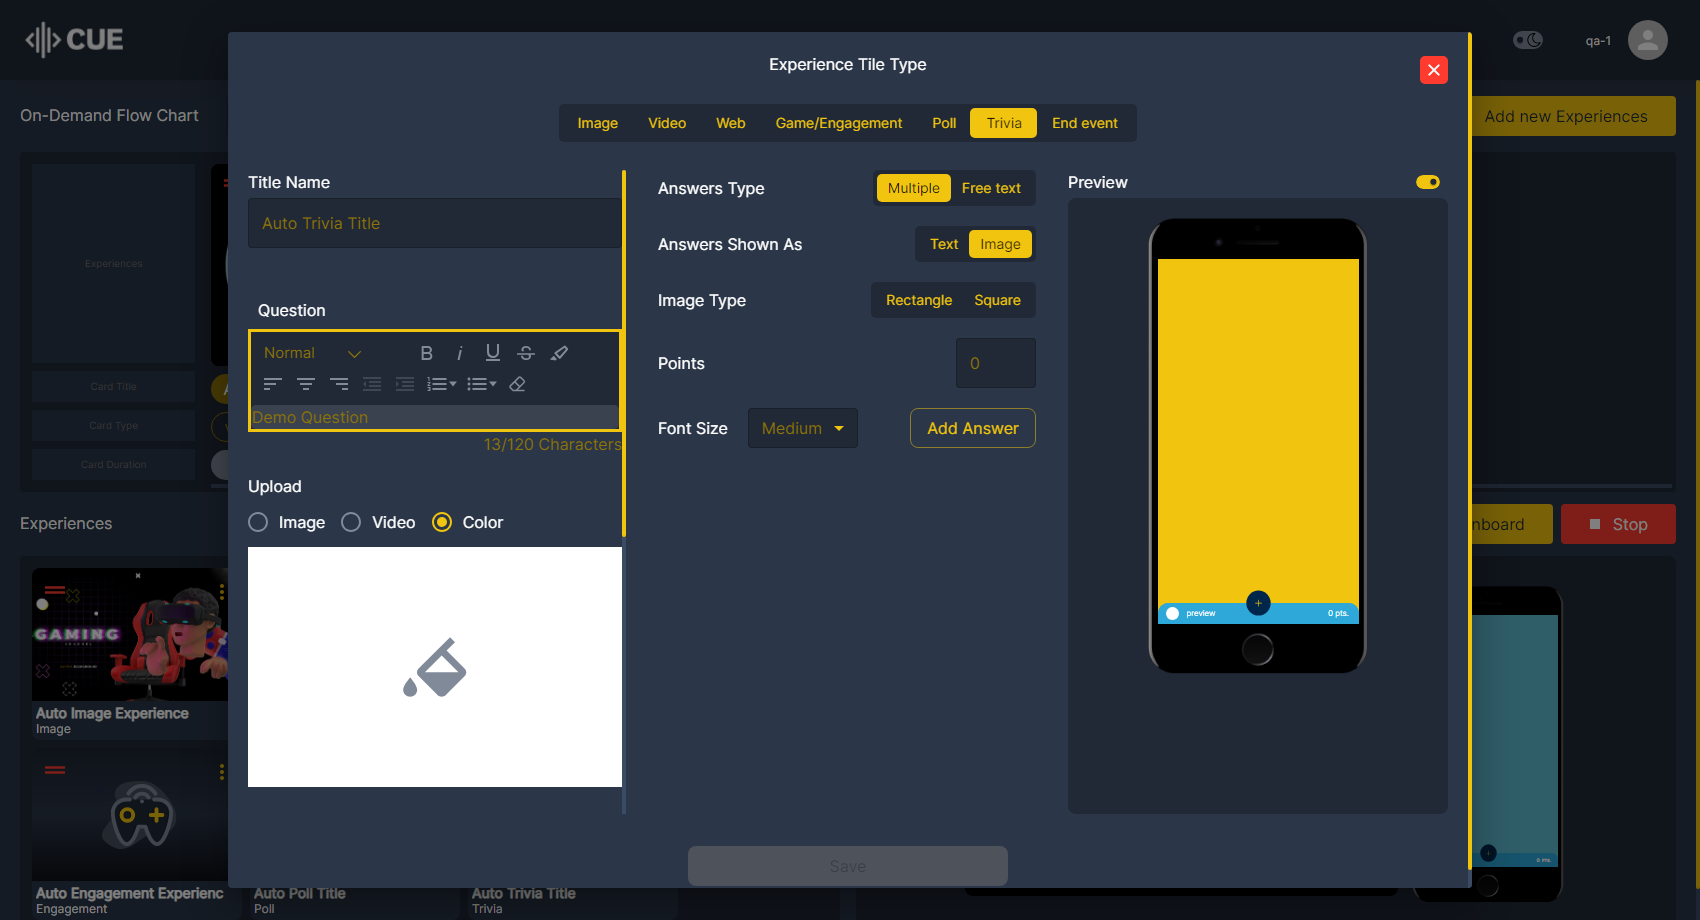 CUE
qa-1
Experience Tile Type
Image Video Web Game/Engagement Poll Trivia End event
On-Demand Flow Chart
Add new Experiences
Experiences
Card Title
Card Type
Card Duration
Title Name
Auto Trivia Title
Question
Normal
B i U S
Demo Question
13/120 Characters
Upload
Image Video Color
Answers Type
Multiple Free text
Answers Shown As
Text Image
Image Type
Rectangle Square
Points
0
Font Size
Medium
Add Answer
Preview
preview
0 pts.
Save
Experiences
Stop
GAMING
Auto Image Experience
Image
Auto Engagement Experienc
Engagement
Auto Poll Title
Poll
Auto Trivia Title
Trivia
0 pts.